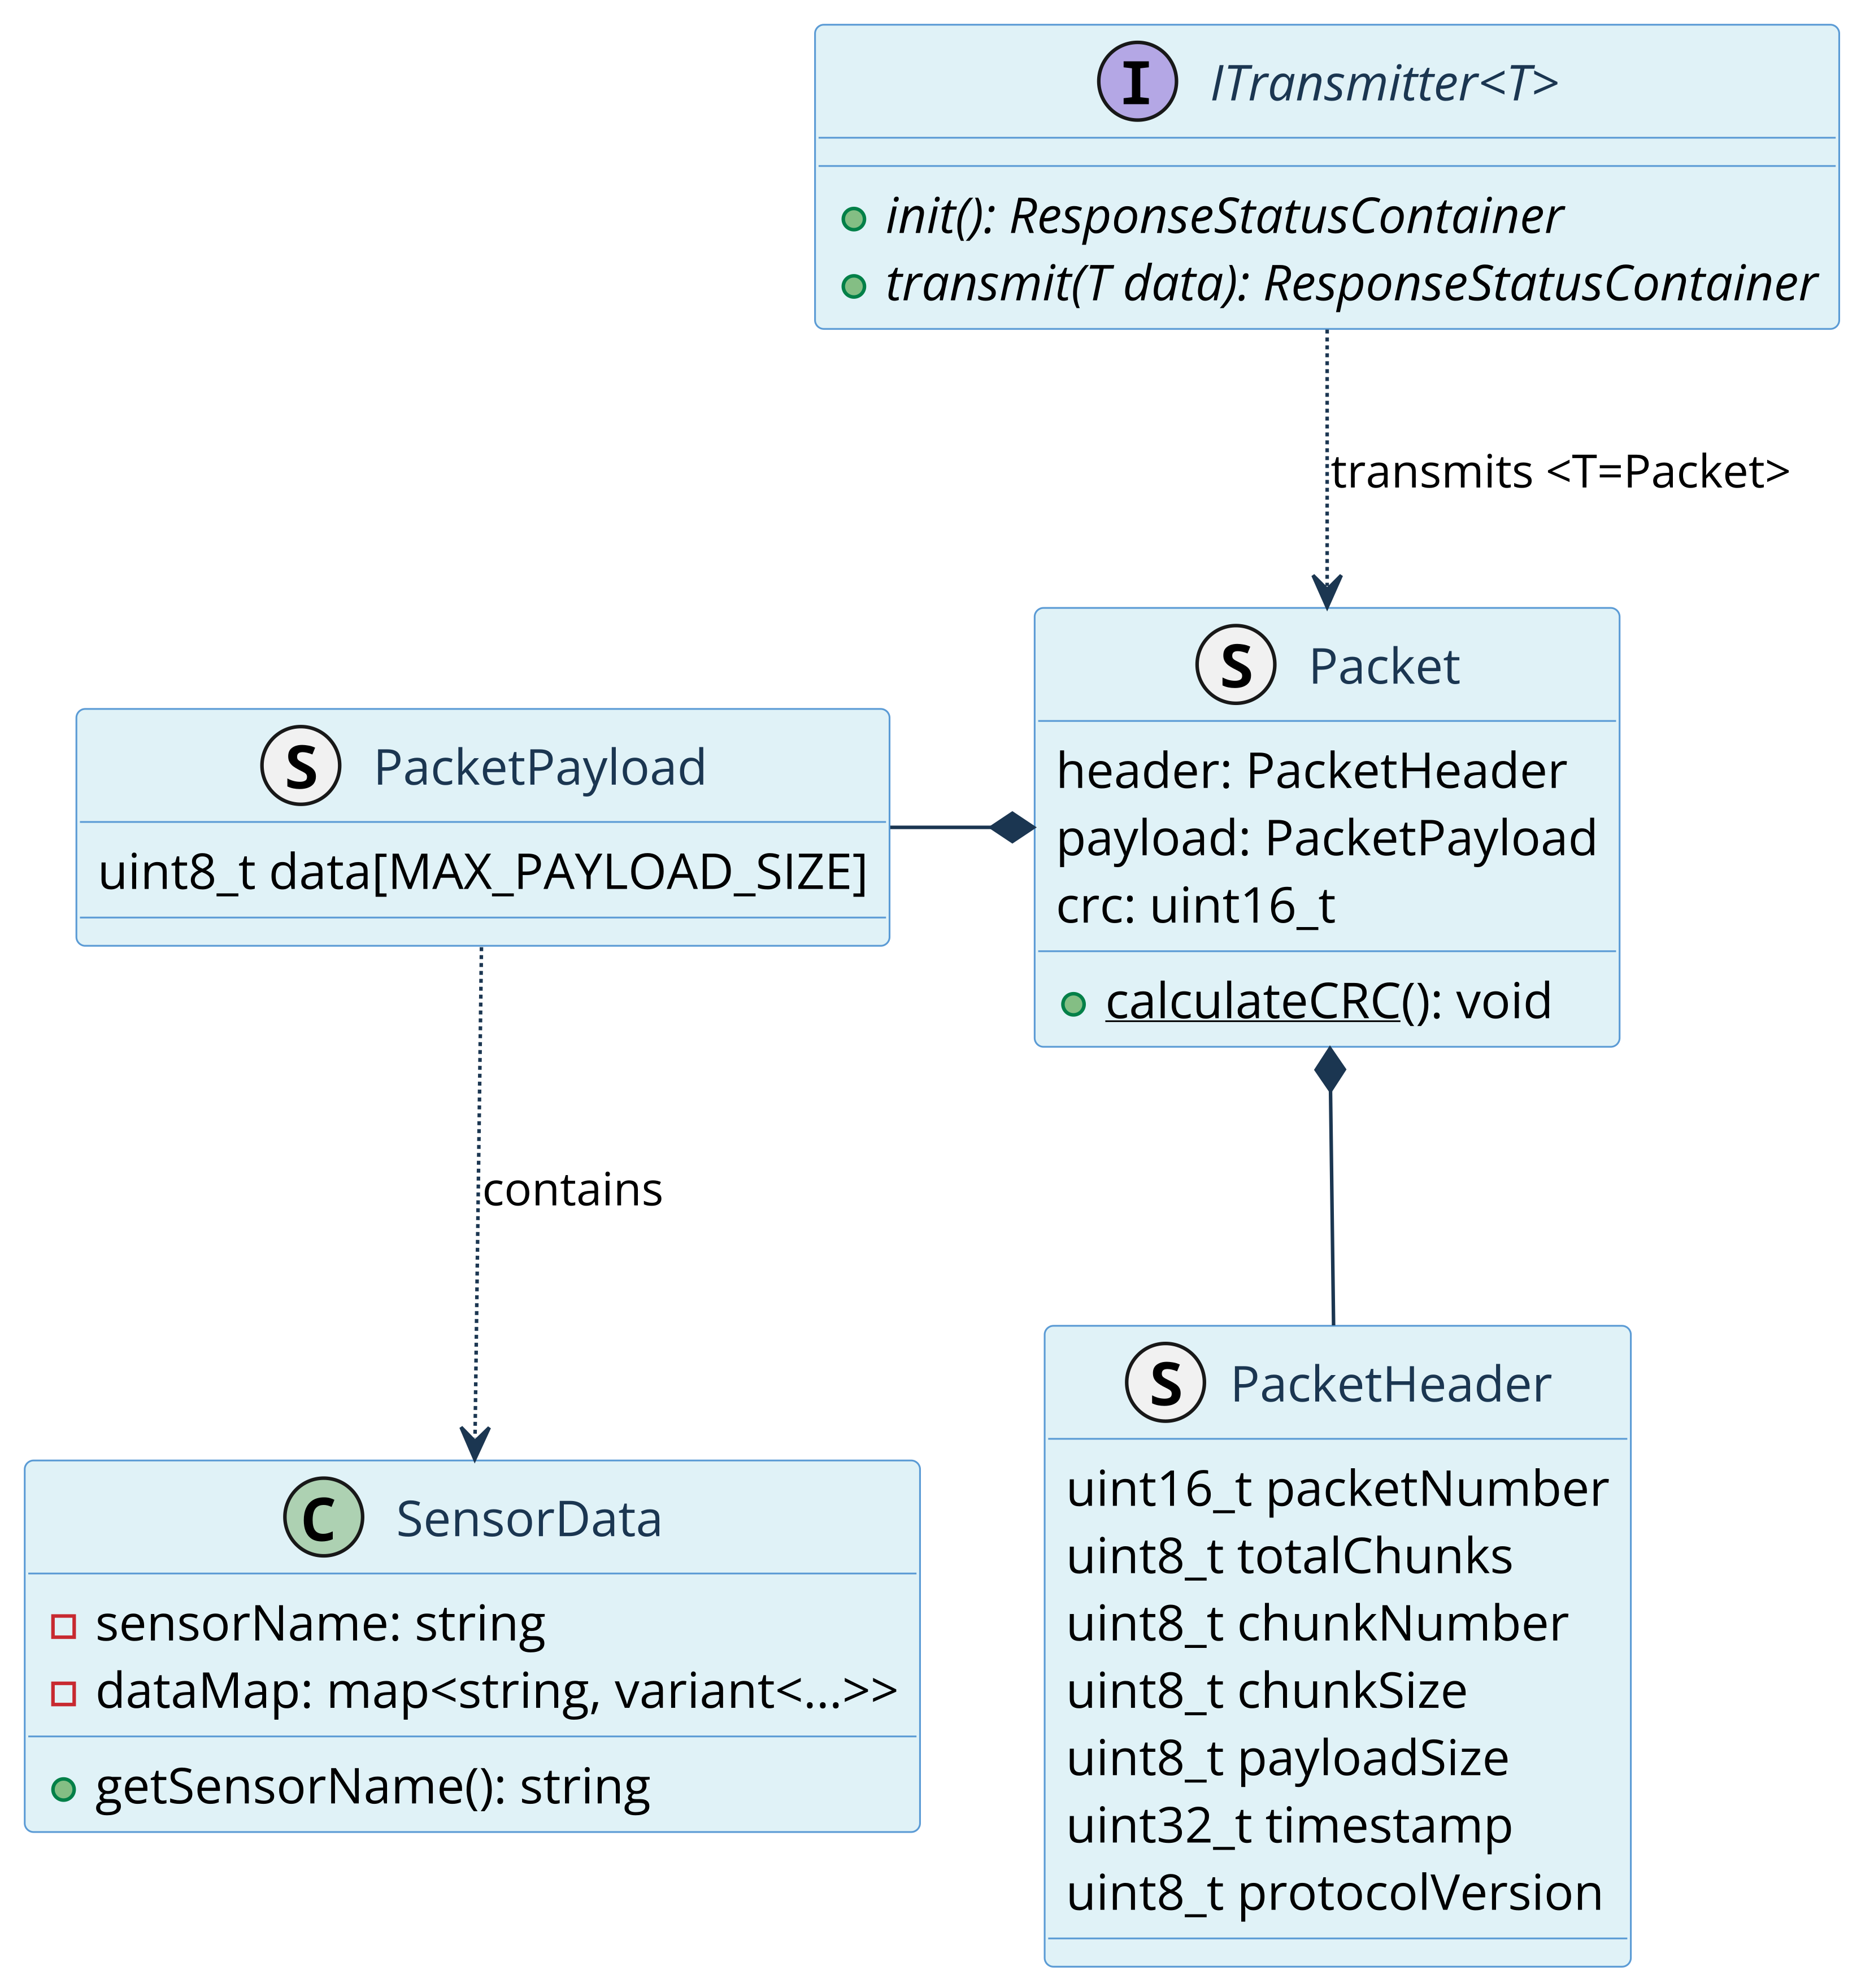 I ITransmitter<T>
init(): ResponseStatusContainer
transmit(T data): ResponseStatusContainer
transmits <T=Packet>
S Packet
header: PacketHeader
payload: PacketPayload
crc: uint16_t
calculateCRC(): void
S PacketPayload
uint8_t data[MAX_PAYLOAD_SIZE]
contains
C SensorData
sensorName: string
dataMap: map<string, variant<...>>
getSensorName(): string
S PacketHeader
uint16_t packetNumber
uint8_t totalChunks
uint8_t chunkNumber
uint8_t chunkSize
uint8_t payloadSize
uint32_t timestamp
uint8_t protocolVersion